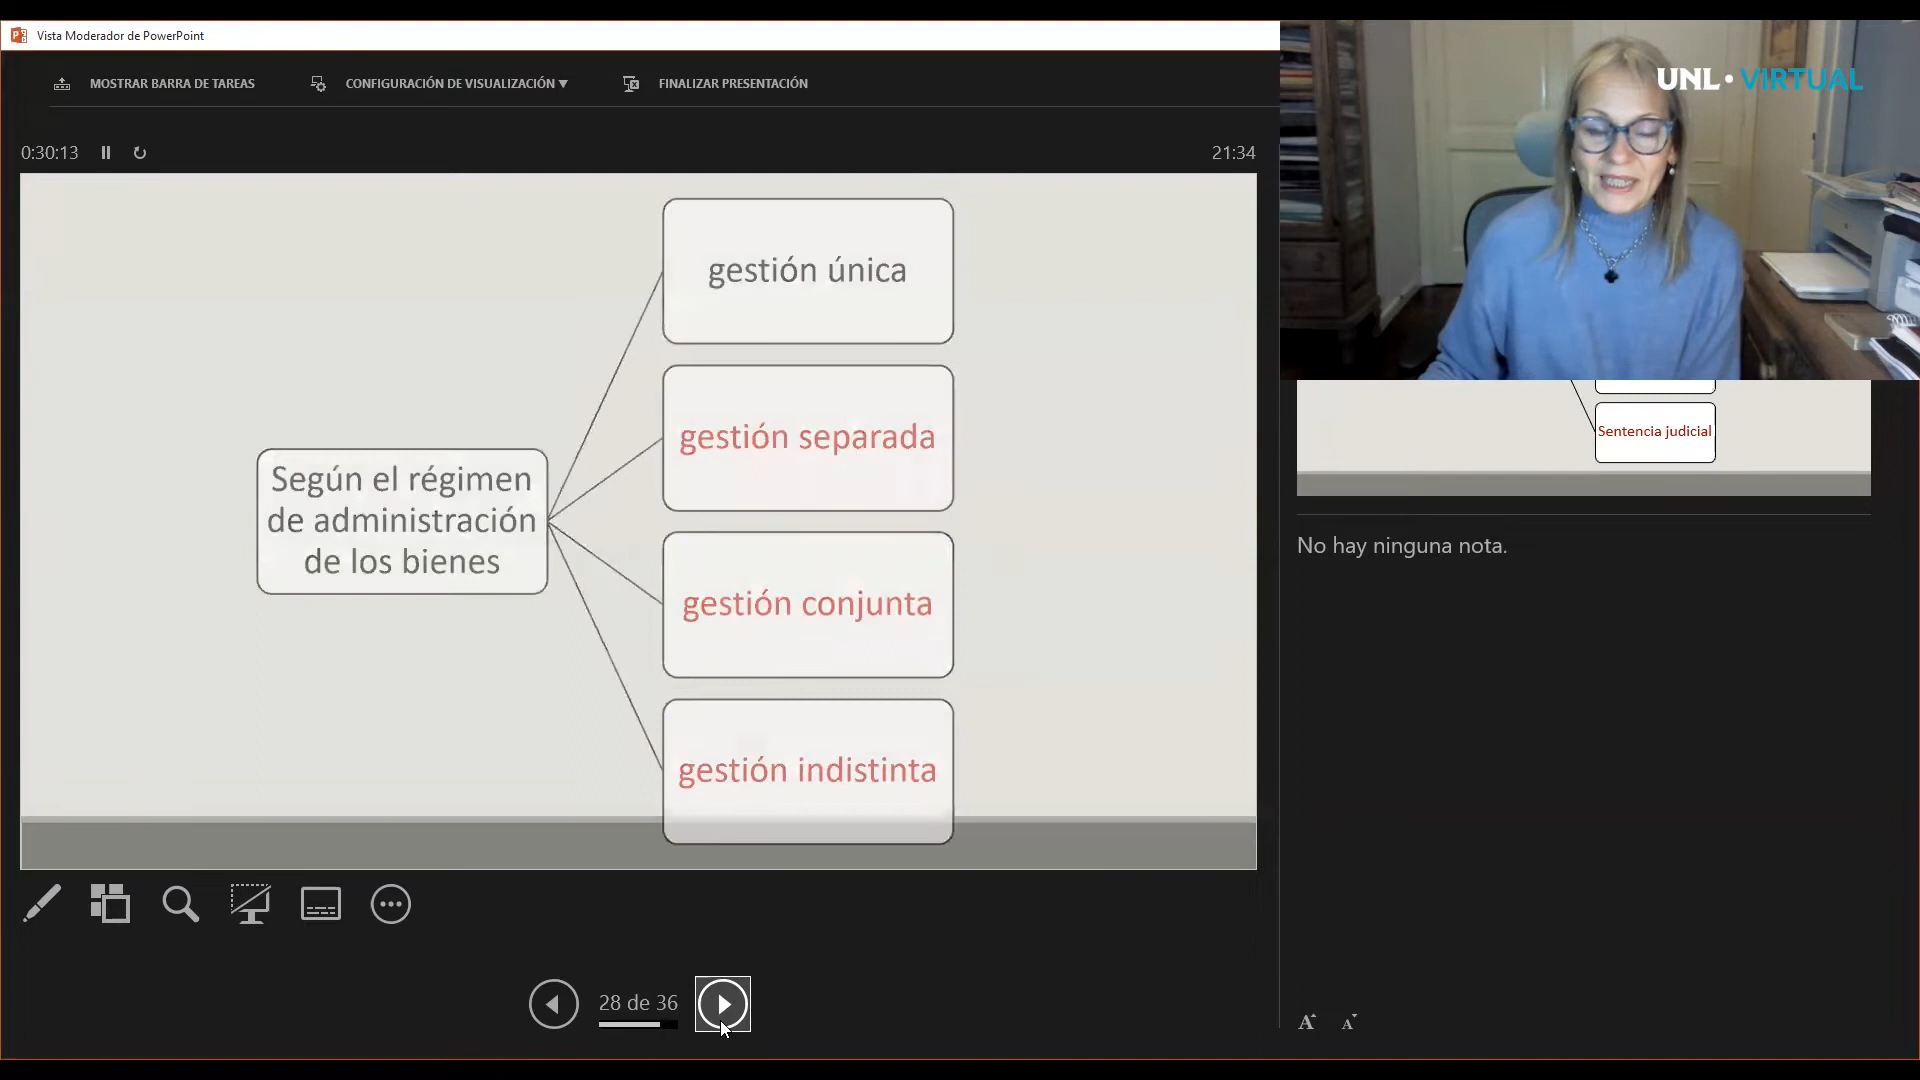 Vista Moderador de PowerPoint
MOSTRAR BARRA DE TAREAS
CONFIGURACIÓN DE VISUALIZACIÓN
FINALIZAR PRESENTACIÓN
UNL • VIRTUAL
0:30:13
21:34
gestión única
gestión separada
Según el régimen
de administración
de los bienes
gestión conjunta
gestión indistinta
Sentencia judicial
No hay ninguna nota.
28 de 36
A A